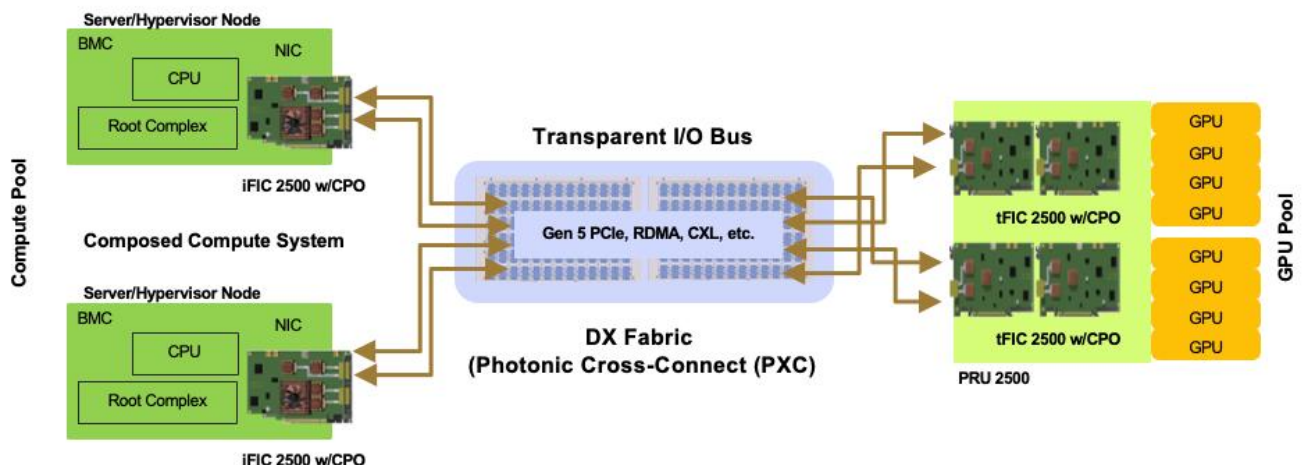 Server/Hypervisor Node
BMC
NIC
CPU
Root Complex
iFIC 2500 w/CPO
Compute Pool
Composed Compute System
Server/Hypervisor Node
BMC
NIC
CPU
Root Complex
iFIC 2500 w/CPO
Transparent I/O Bus
Gen 5 PCIe, RDMA, CXL, etc.
DX Fabric
(Photonic Cross-Connect (PXC)
tFIC 2500 w/CPO
tFIC 2500 w/CPO
PRU 2500
GPU
GPU
GPU
GPU
GPU
GPU
GPU
GPU
GPU Pool